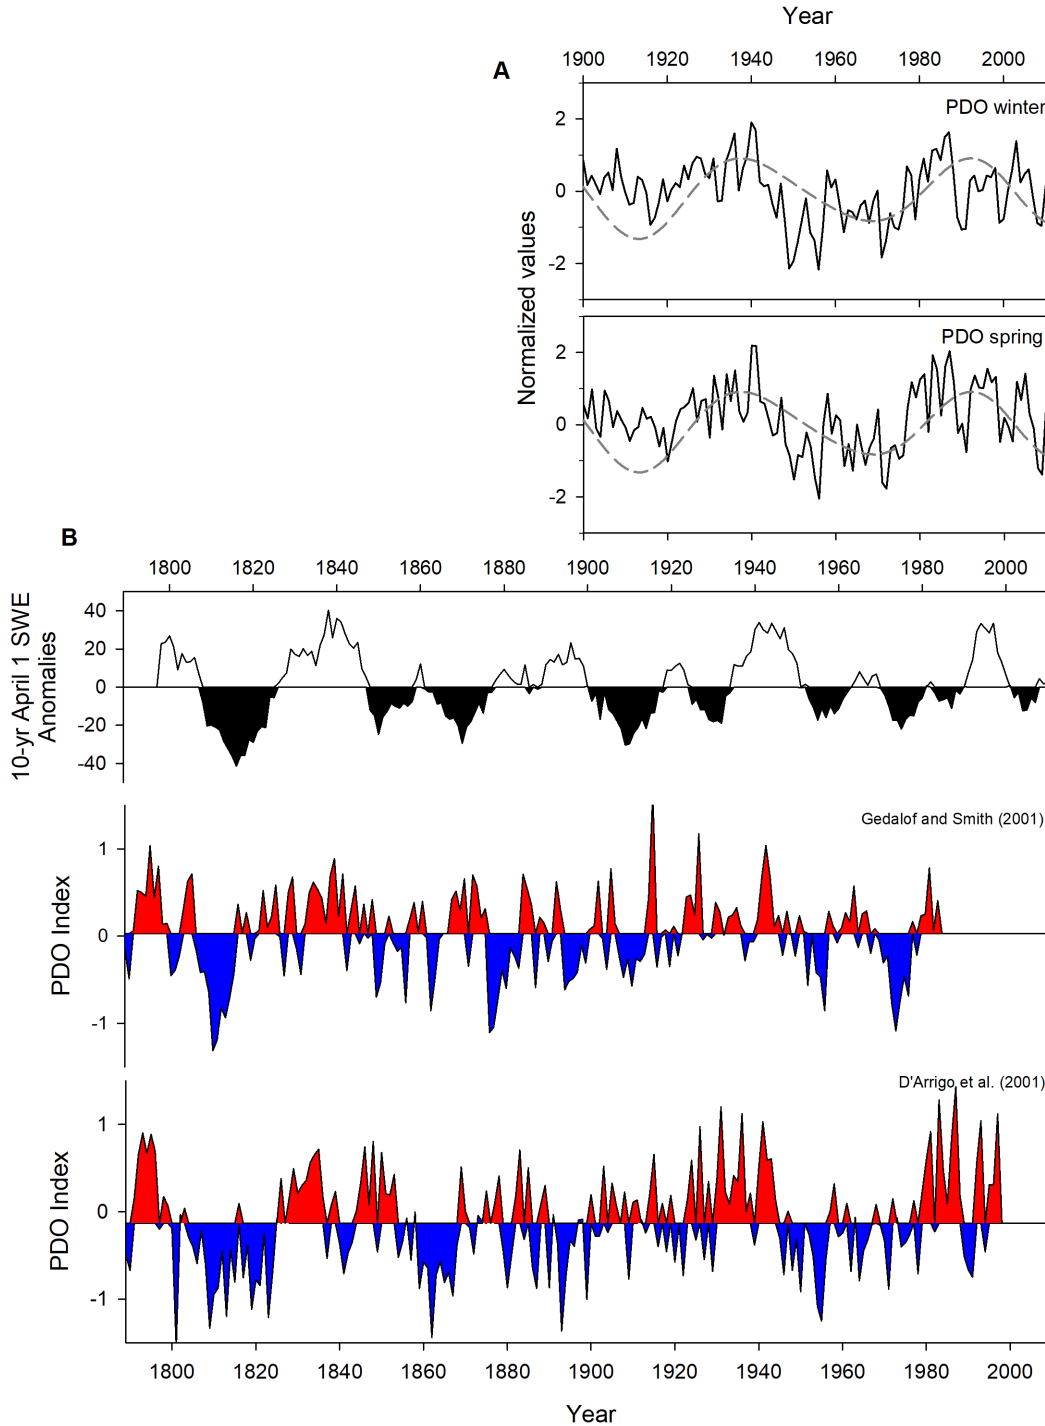 Year
1900 1920 1940 1960 1980 2000
A
PDO winter
2
0
-2
Normalized values
PDO spring
2
0
-2
B
1800 1820 1840 1860 1880 1900 1920 1940 1960 1980 2000
10-yr April 1 SWE
Anomalies
40
20
0
-20
-40
Gedalof and Smith (2001)
PDO Index
1
0
-1
D'Arrigo et al. (2001)
PDO Index
1
0
-1
1800 1820 1840 1860 1880 1900 1920 1940 1960 1980 2000
Year